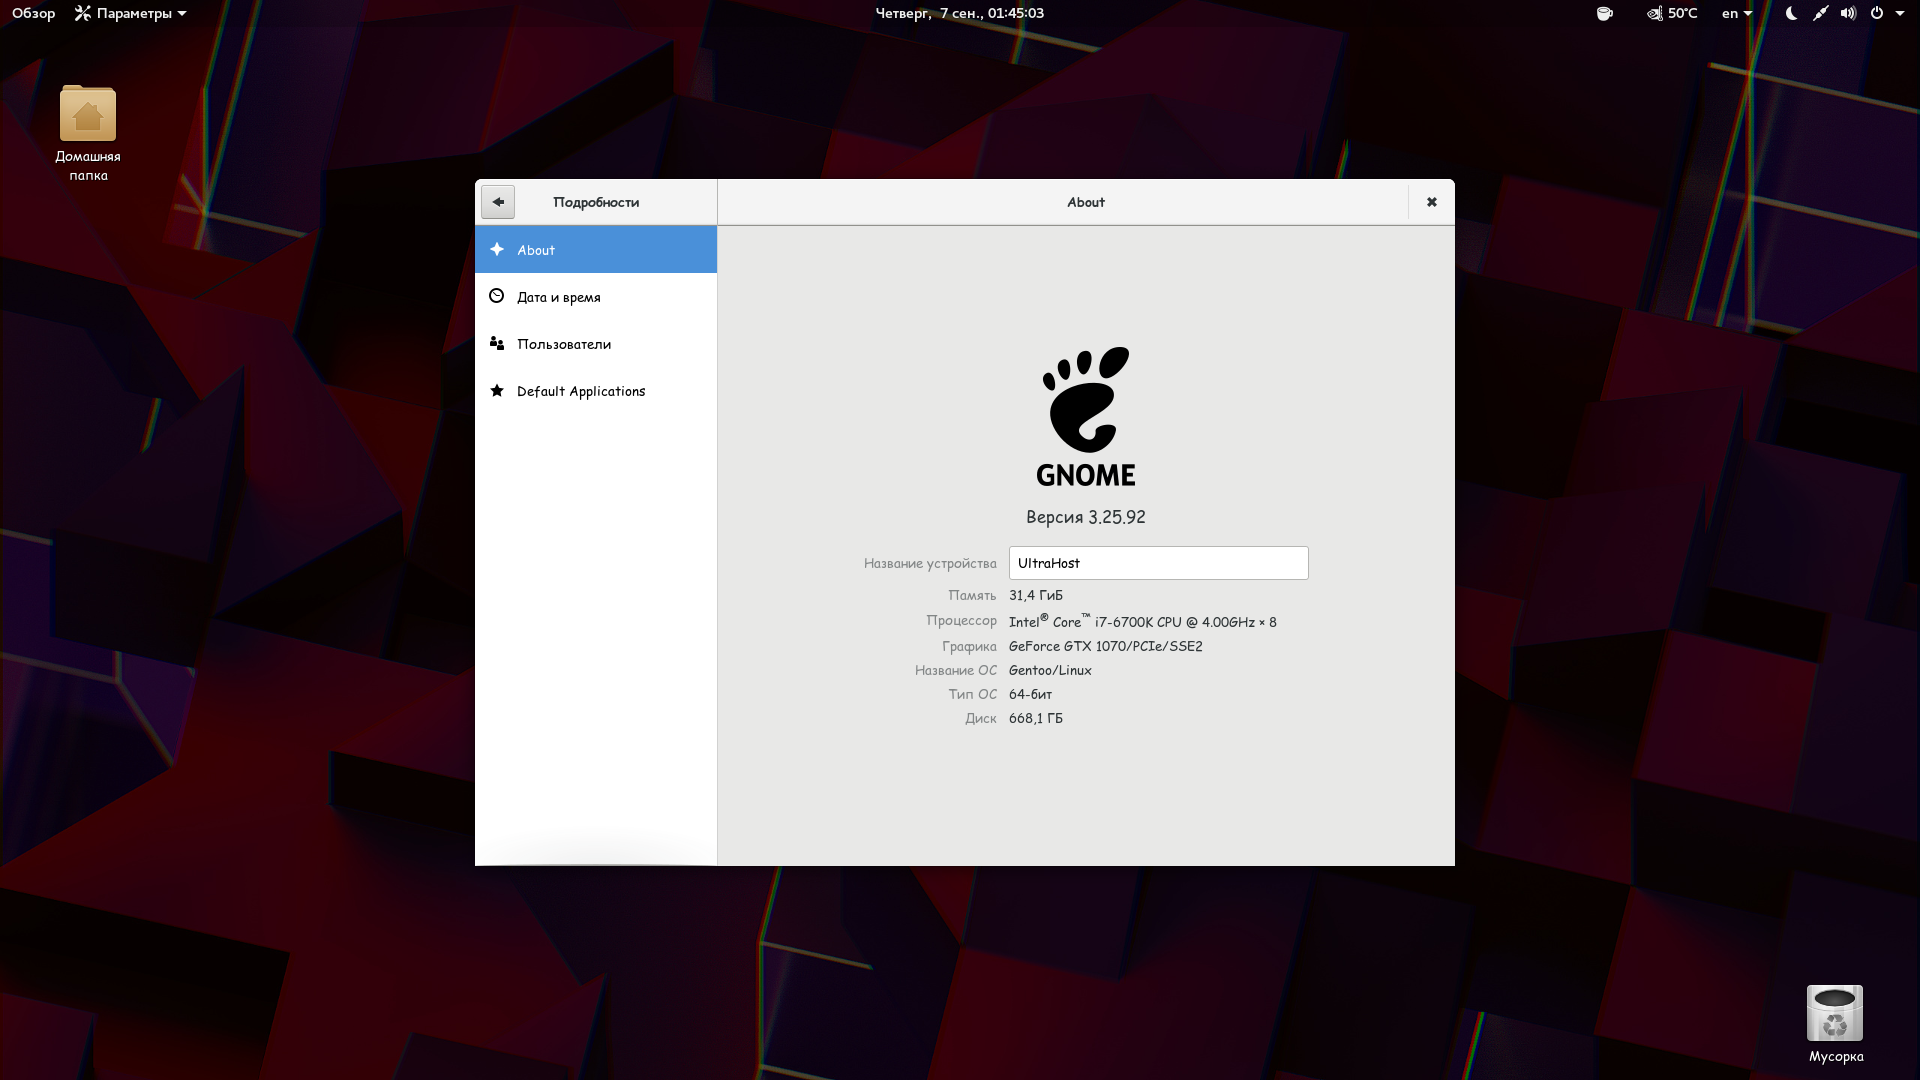 Обзор
Параметры
Четверг, 7 сен., 01:45:03
50°C
en
Домашняя
папка
Подробности
About
About
Дата и время
Пользователи
Default Applications
GNOME
Версия 3.25.92
Название устройства UltraHost
Память 31,4 ГиБ
Процессор Intel® Core™ i7-6700K CPU @ 4.00GHz × 8
Графика GeForce GTX 1070/PCIe/SSE2
Название ОС Gentoo/Linux
Тип ОС 64-бит
Диск 668,1 ГБ
Мусорка